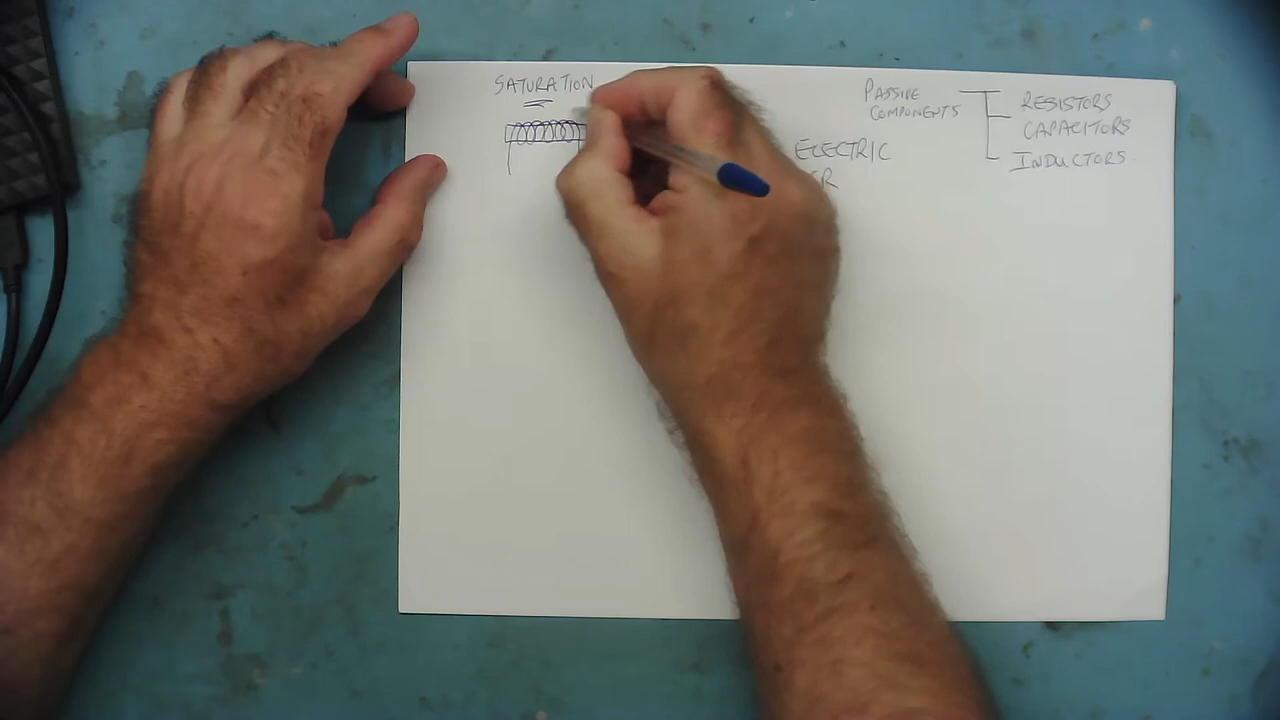 SATURATION
PASSIVE
COMPONENTS
RESISTORS
CAPACITORS
INDUCTORS
ELECTRIC